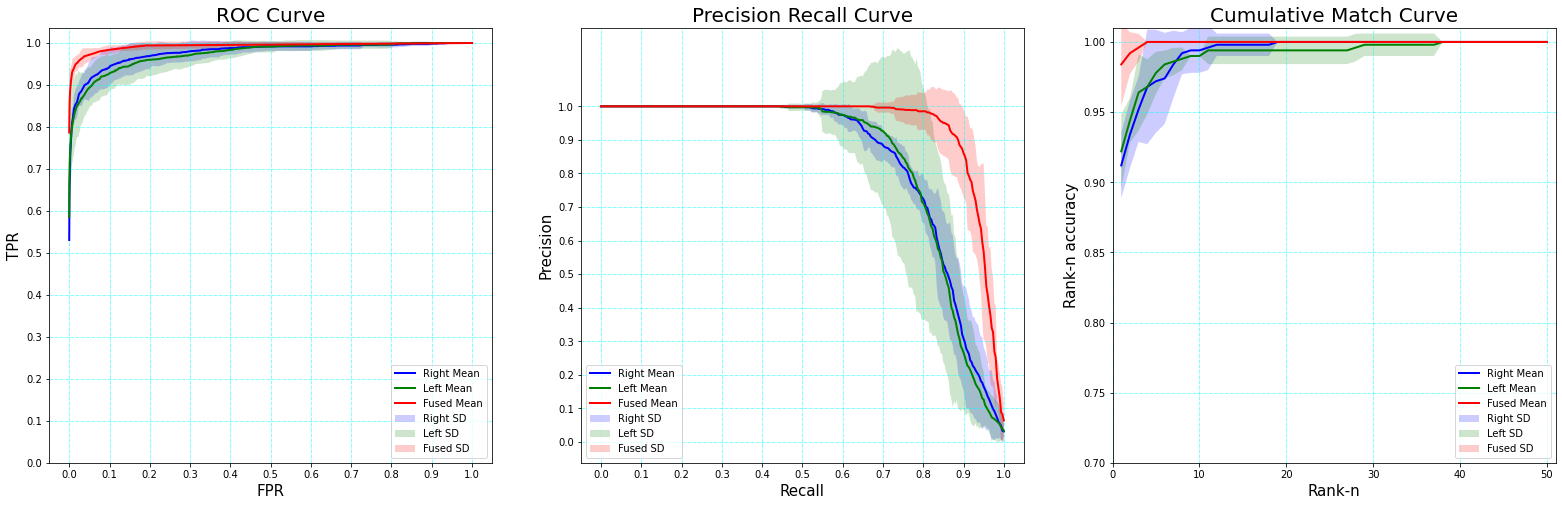 ROC Curve
1.0
0.9
0.8
0.7
0.6
0.5
0.4
0.3
0.2
0.1
0.0
TPR
0.0 0.1 0.2 0.3 0.4 0.5 0.6 0.7 0.8 0.9 1.0
FPR
Right Mean
Left Mean
Fused Mean
Right SD
Left SD
Fused SD
Precision Recall Curve
1.0
0.9
0.8
0.7
0.6
0.5
0.4
0.3
0.2
0.1
0.0
Precision
0.0 0.1 0.2 0.3 0.4 0.5 0.6 0.7 0.8 0.9 1.0
Recall
Right Mean
Left Mean
Fused Mean
Right SD
Left SD
Fused SD
Cumulative Match Curve
1.00
0.95
0.90
0.85
0.80
0.75
0.70
Rank-n accuracy
0 10 20 30 40 50
Rank-n
Right Mean
Left Mean
Fused Mean
Right SD
Left SD
Fused SD